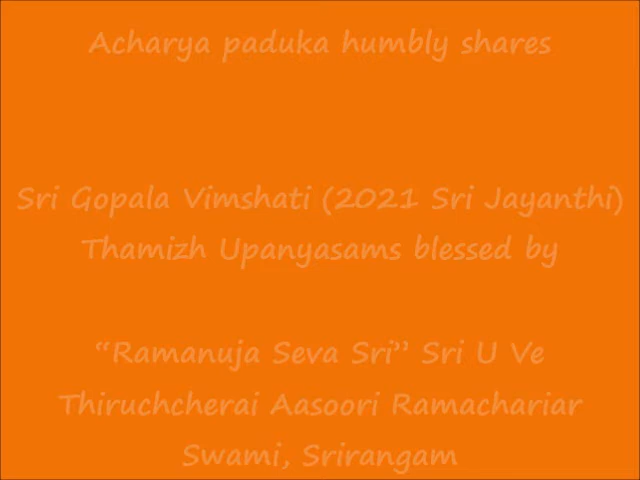 Acharya paduka humbly shares
Sri Gopala Vimshati (2021 Sri Jayanthi)
Thamizh Upanyasams blessed by
“Ramanuja Seva Sri” Sri U Ve
Thiruchcherai Aasoori Ramachariar
Swami, Srirangam